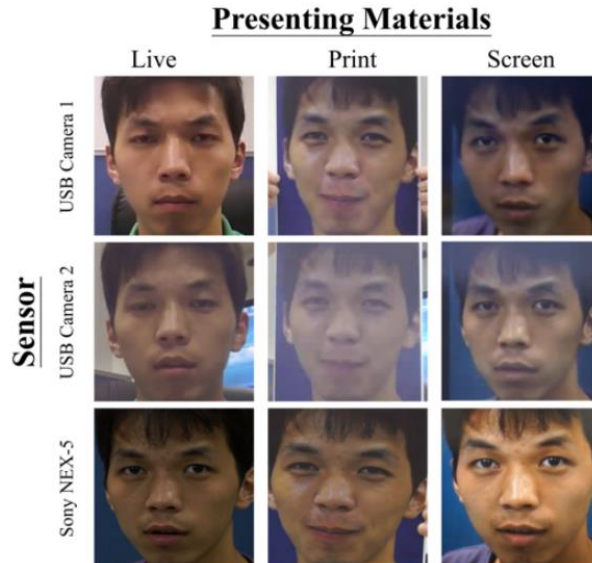 Presenting Materials
Live Print Screen
Sensor
USB Camera 1
USB Camera 2
Sony NEX-5